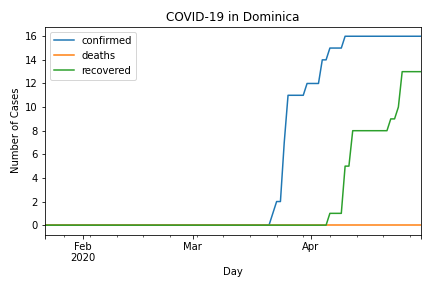 COVID-19 in Dominica
confirmed
deaths
recovered
Number of Cases
16
14
12
10
8
6
4
2
0
Feb
2020
Mar
Apr
Day